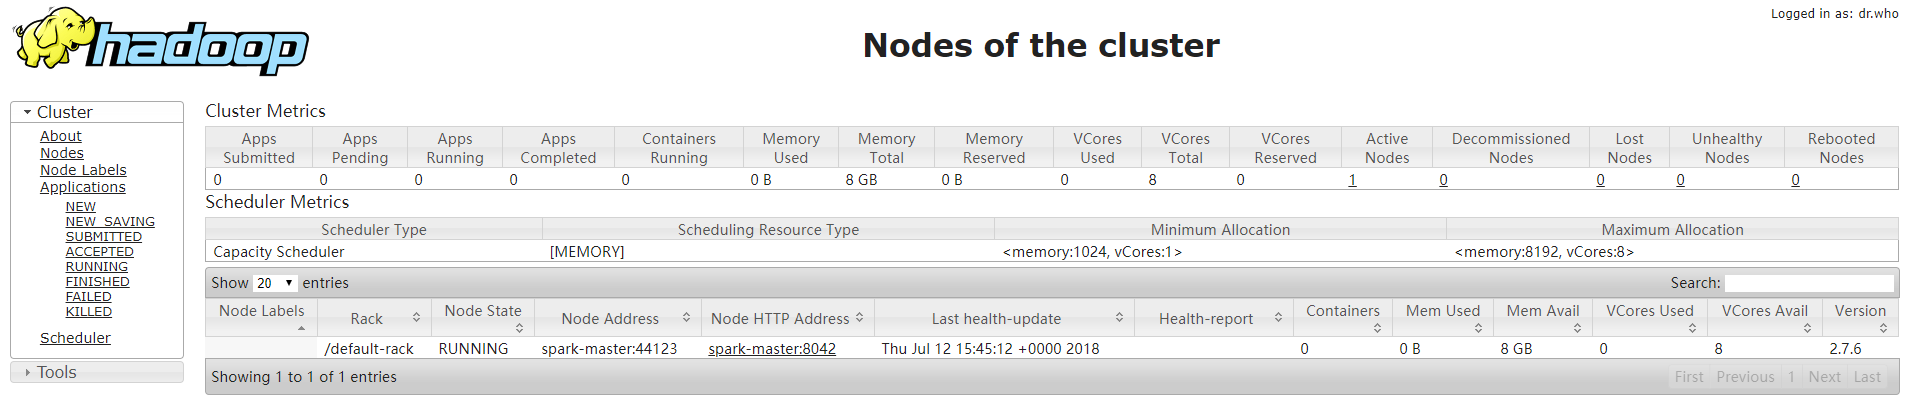 Logged in as: dr.who
hadoop
Nodes of the cluster
Cluster
About
Nodes
Node Labels
Applications
NEW
NEW_SAVING
SUBMITTED
ACCEPTED
RUNNING
FINISHED
FAILED
KILLED
Scheduler
Tools
Cluster Metrics
Apps Submitted Apps Pending Apps Running Apps Completed Containers Running Memory Used Memory Total Memory Reserved VCores Used VCores Total VCores Reserved Active Nodes Decommissioned Nodes Lost Nodes Unhealthy Nodes Rebooted Nodes
0 0 0 0 0 0 B 8 GB 0 B 0 8 0 1 0 0 0 0
Scheduler Metrics
Scheduler Type Scheduling Resource Type Minimum Allocation Maximum Allocation
Capacity Scheduler [MEMORY] <memory:1024, vCores:1> <memory:8192, vCores:8>
Show 20 entries Search:
Node Labels Rack Node State Node Address Node HTTP Address Last health-update Health-report Containers Mem Used Mem Avail VCores Used VCores Avail Version
/default-rack RUNNING spark-master:44123 spark-master:8042 Thu Jul 12 15:45:12 +0000 2018 0 0 B 8 GB 0 8 2.7.6
Showing 1 to 1 of 1 entries First Previous 1 Next Last